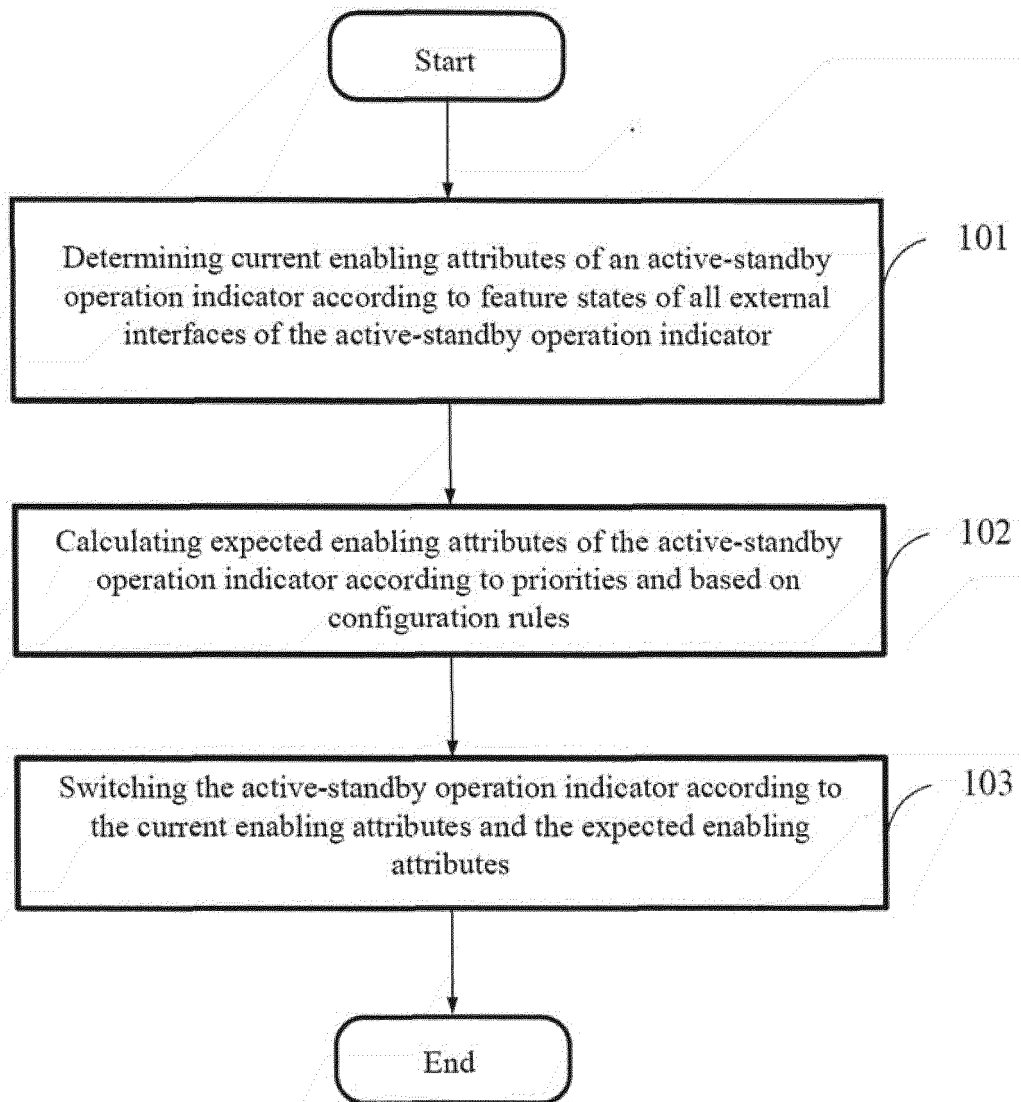 Start
Determining current enabling attributes of an active-standby
operation indicator according to feature states of all external
interfaces of the active-standby operation indicator
101
Calculating expected enabling attributes of the active-standby
operation indicator according to priorities and based on
configuration rules
102
Switching the active-standby operation indicator according to
the current enabling attributes and the expected enabling
attributes
103
End